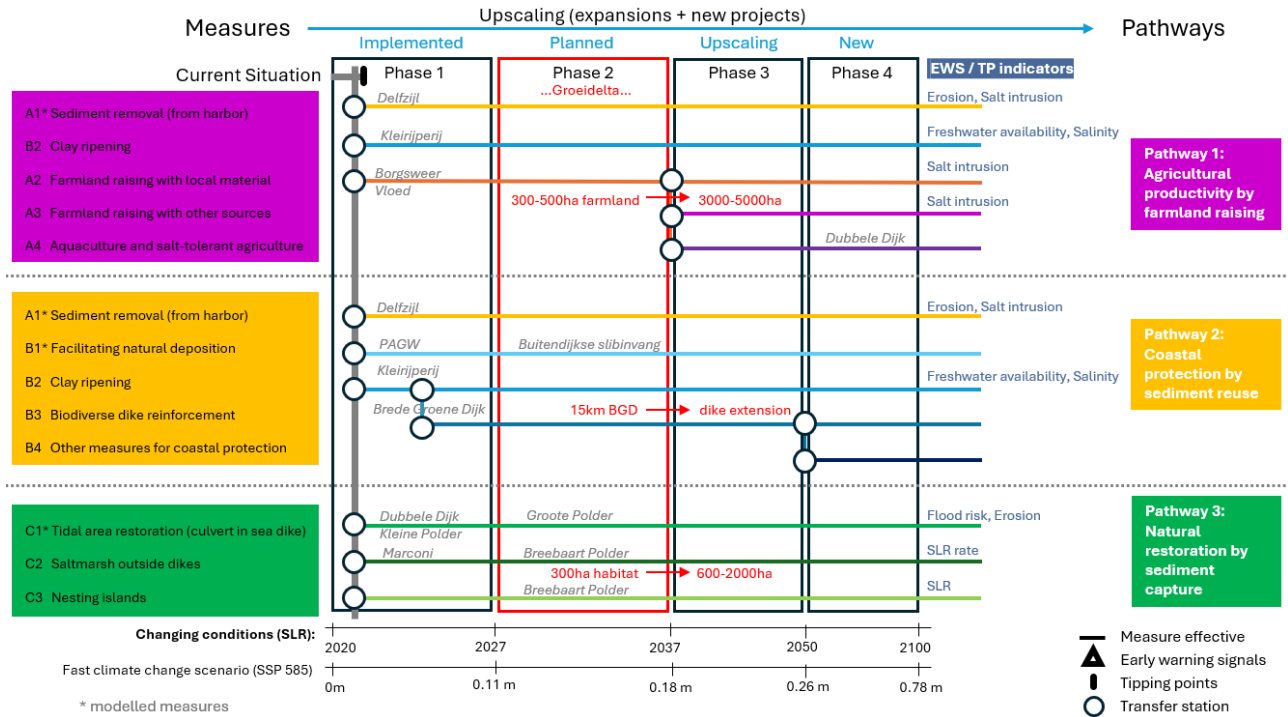 Measures
Upscaling (expansions + new projects)
Pathways
Implemented
Planned
Upscaling
New
Current Situation
Phase 1
Phase 2
...Groeidelta...
Phase 3
Phase 4
EWS / TP indicators
A1* Sediment removal (from harbor)
Delfzijl
Erosion, Salt intrusion
B2 Clay ripening
Kleirijperij
Freshwater availability, Salinity
A2 Farmland raising with local material
Borgsweer
Vloed
Salt intrusion
A3 Farmland raising with other sources
300-500ha farmland
3000-5000ha
Salt intrusion
A4 Aquaculture and salt-tolerant agriculture
Dubbele Dijk
Pathway 1:
Agricultural
productivity by
farmland raising
A1* Sediment removal (from harbor)
Delfzijl
Erosion, Salt intrusion
B1* Facilitating natural deposition
PAGW
Buitendijkse slibinvang
B2 Clay ripening
Kleirijperij
Freshwater availability, Salinity
B3 Biodiverse dike reinforcement
Brede Groene Dijk
15km BGD
dike extension
B4 Other measures for coastal protection
Pathway 2:
Coastal
protection by
sediment reuse
C1* Tidal area restoration (culvert in sea dike)
Dubbele Dijk
Kleine Polder
Groote Polder
Flood risk, Erosion
C2 Saltmarsh outside dikes
Marconi
Breebaart Polder
SLR rate
300ha habitat
600-2000ha
C3 Nesting islands
Breebaart Polder
SLR
Pathway 3:
Natural
restoration by
sediment
capture
Changing conditions (SLR):
2020
2027
2037
2050
2100
Fast climate change scenario (SSP 585)
0m
0.11 m
0.18 m
0.26 m
0.78 m
* modelled measures
Measure effective
Early warning signals
Tipping points
Transfer station